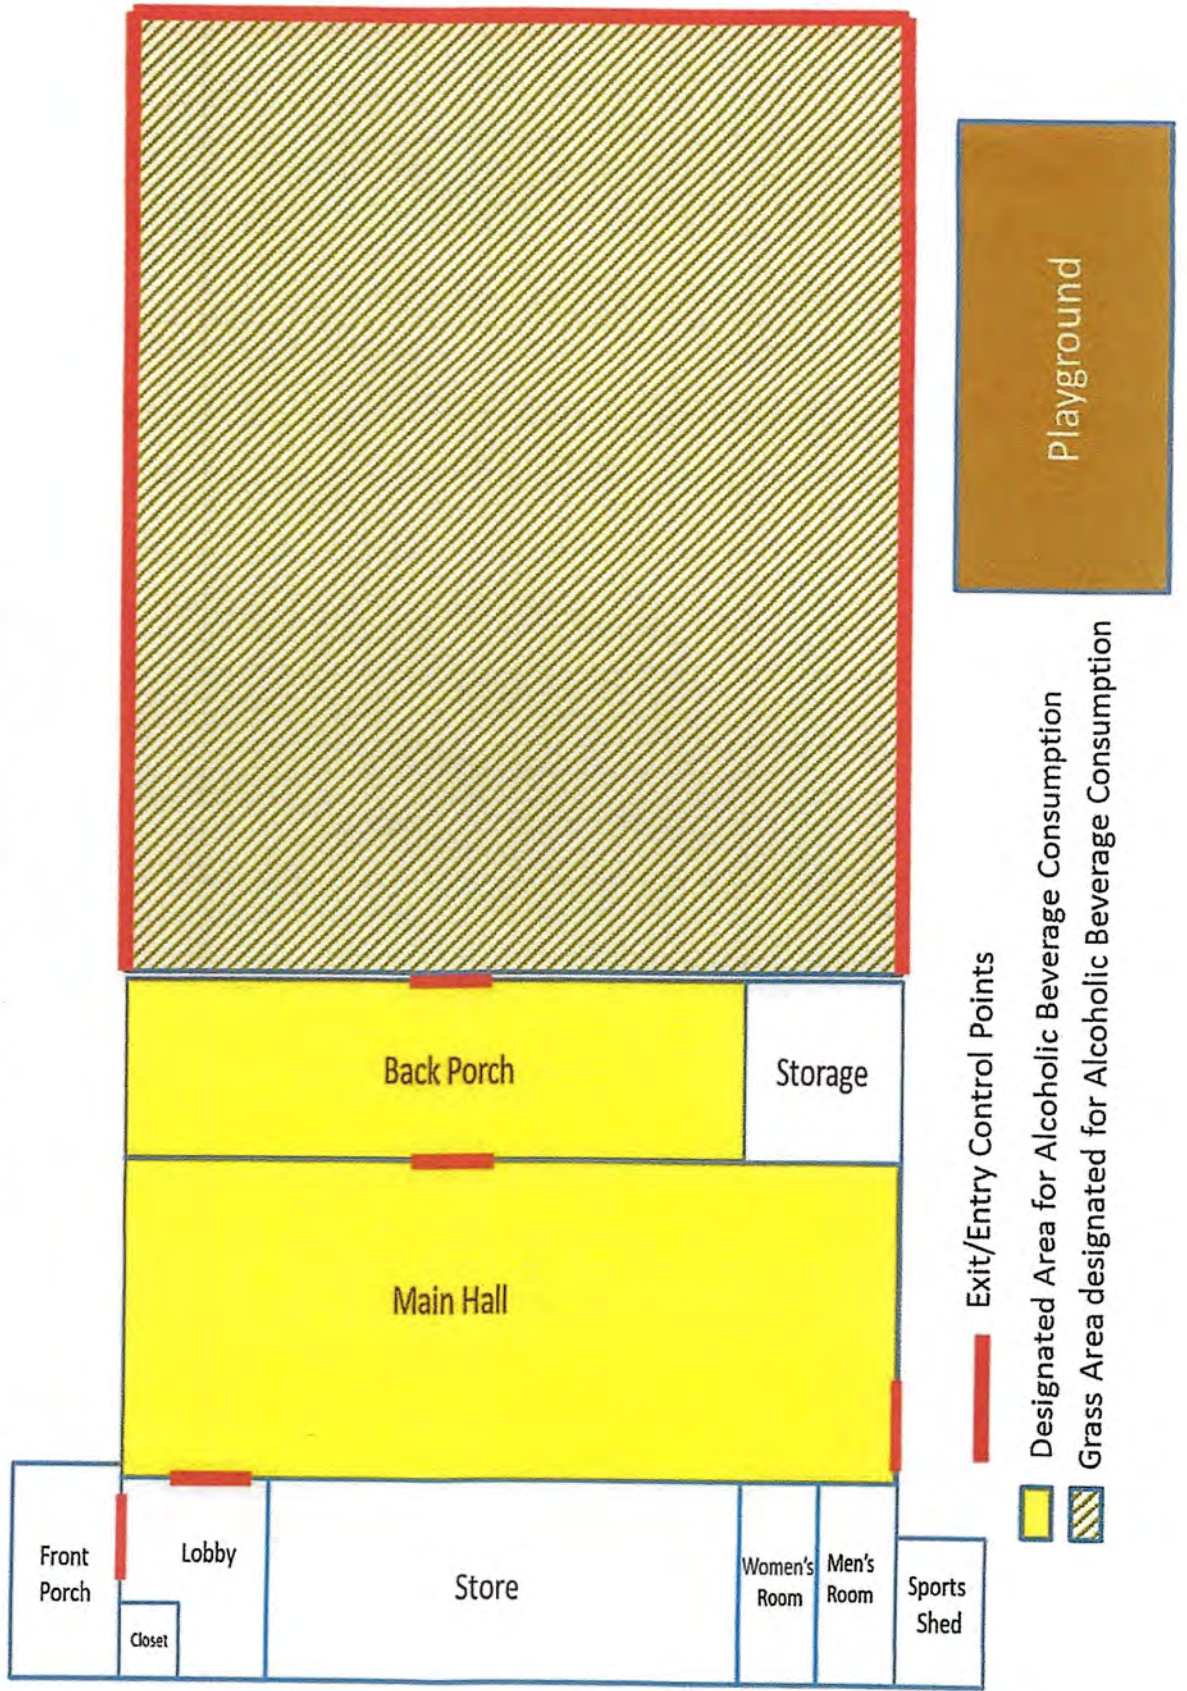 Playground
Back Porch
Storage
Main Hall
Front
Porch
Lobby
Closet
Store
Women's
Room
Men's
Room
Sports
Shed
Exit/Entry Control Points
Designated Area for Alcoholic Beverage Consumption
Grass Area designated for Alcoholic Beverage Consumption